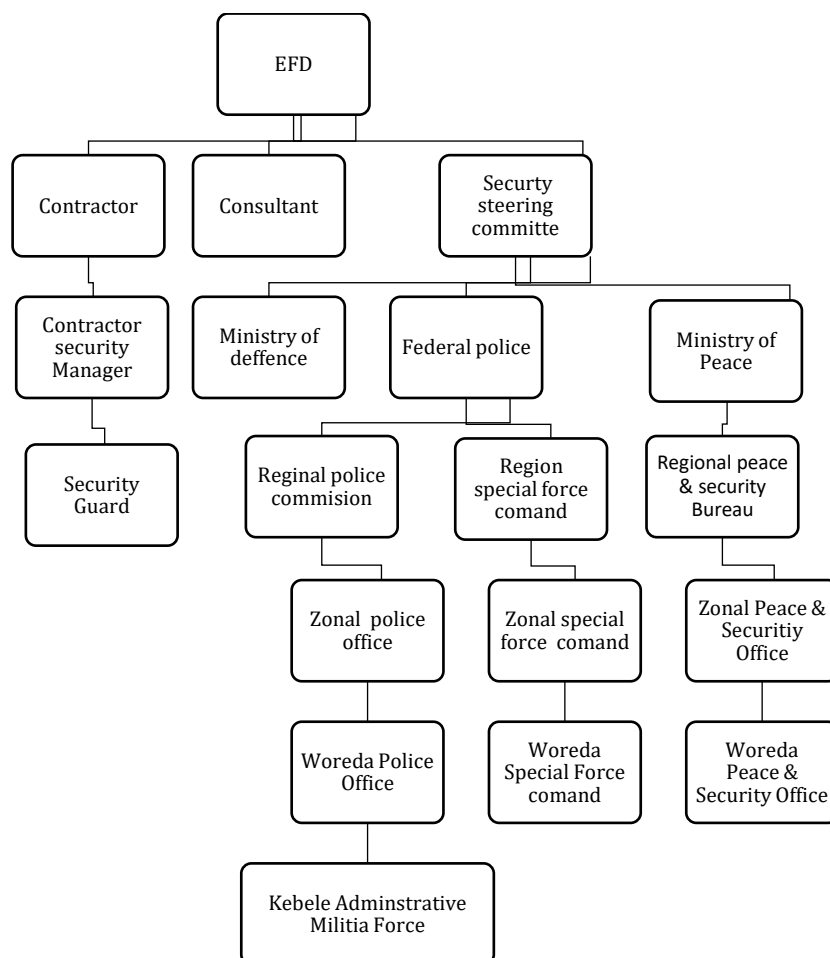 EFD
Contractor
Consultant
Securty
steering
committe
Contractor
security
Manager
Ministry of
deffence
Federal police
Ministry of
Peace
Security
Guard
Reginal police
commision
Region
special force
comand
Regional peace
& security
Bureau
Zonal police
office
Zonal special
force comand
Zonal Peace &
Securitiy
Office
Woreda Police
Office
Woreda
Special Force
comand
Woreda
Peace &
Security Office
Kebele Adminstrative
Militia Force